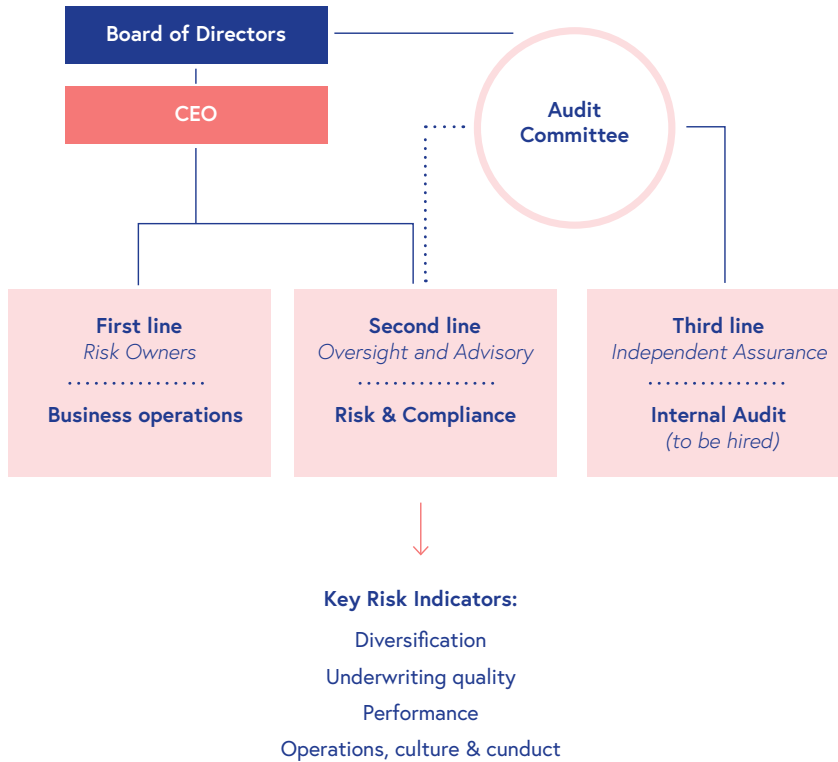 Board of Directors
CEO
Audit
Committee
First line
Risk Owners
Business operations
Second line
Oversight and Advisory
Risk & Compliance
Third line
Independent Assurance
Internal Audit
(to be hired)
Key Risk Indicators:
Diversification
Underwriting quality
Performance
Operations, culture & cunduct